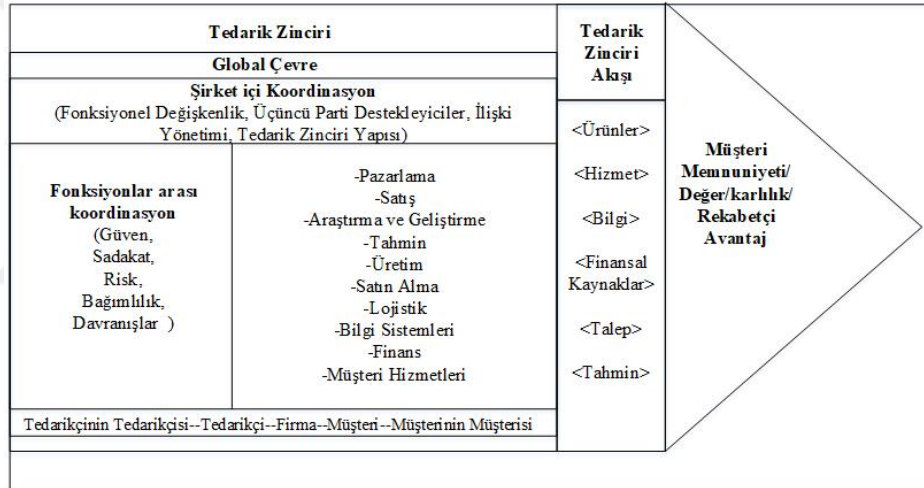 Tedarik Zinciri
Global Çevre
Şirket içi Koordinasyon
(Fonksiyonel Değişkenlik, Üçüncü Parti Destekleyiciler, İlişki
Yönetimi, Tedarik Zinciri Yapısı)
Fonksiyonlar arası
koordinasyon
(Güven,
Sadakat,
Risk,
Bağımlılık,
Davranışlar )
-Pazarlama
-Satış
-Araştırma ve Geliştirme
-Tahmin
-Üretim
-Satın Alma
-Lojistik
-Bilgi Sistemleri
-Finans
-Müşteri Hizmetleri
Tedarikçinin Tedarikçisi--Tedarikçi--Firma--Müşteri--Müşterinin Müşterisi
Tedarik
Zinciri
Akışı
<Ürünler>
<Hizmet>
<Bilgi>
<Finansal
Kaynaklar>
<Talep>
<Tahmin>
Müşteri
Memnuniyeti/
Değer/karlılık/
Rekabetçi
Avantaj